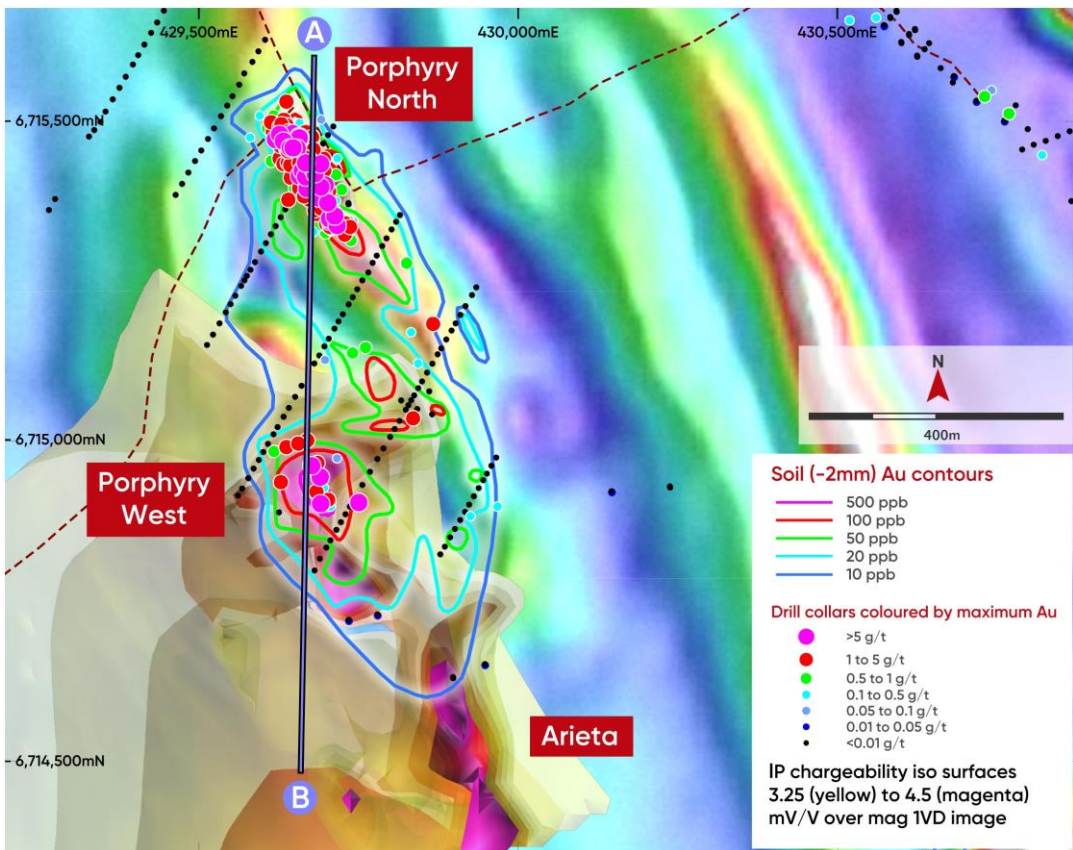 429,500mE
430,000mE
430,500mE
A
Porphyry
North
6,715,500mN
N
400m
6,715,000mN
Porphyry
West
Soil (-2mm) Au contours
500 ppb
100 ppb
50 ppb
20 ppb
10 ppb
Drill collars coloured by maximum Au
>5 g/t
1 to 5 g/t
0.5 to 1 g/t
0.1 to 0.5 g/t
0.05 to 0.1 g/t
0.01 to 0.05 g/t
<0.01 g/t
Arieta
6,714,500mN
B
IP chargeability iso surfaces
3.25 (yellow) to 4.5 (magenta)
mV/V over mag 1VD image